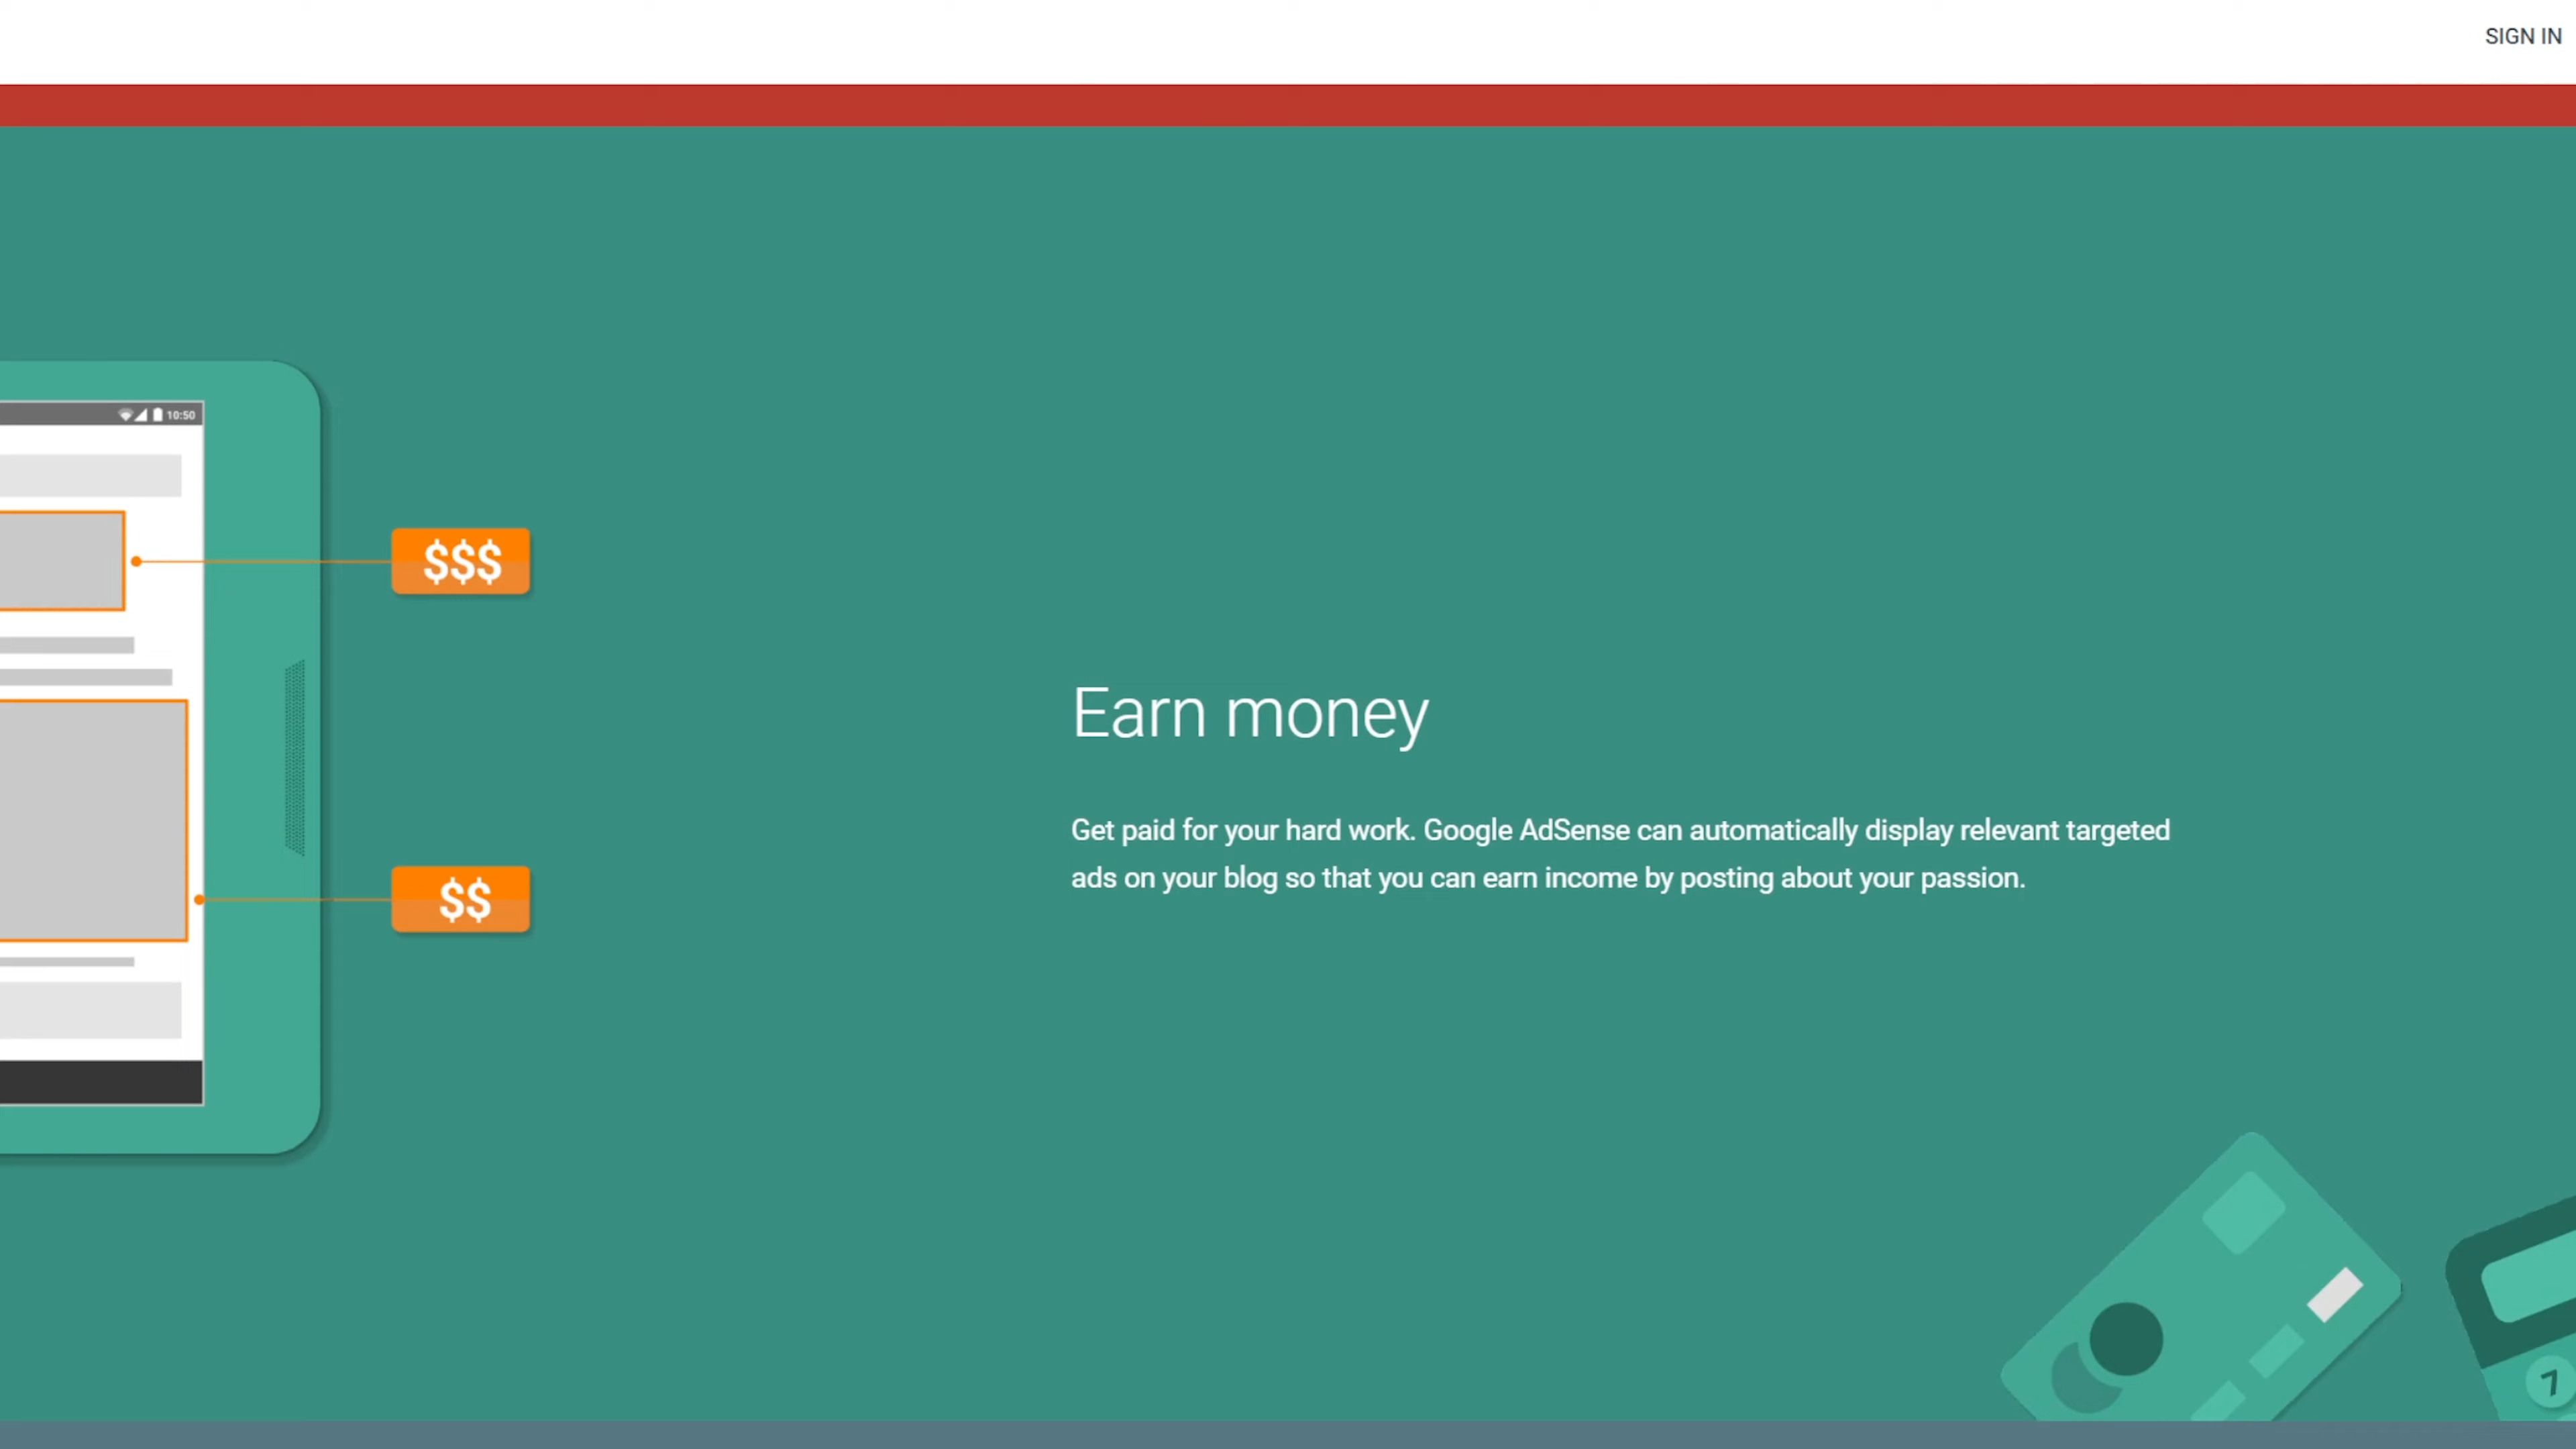 SIGN IN
10:50
$$$
Earn money
Get paid for your hard work. Google AdSense can automatically display relevant targeted
ads on your blog so that you can earn income by posting about your passion.
$$
7